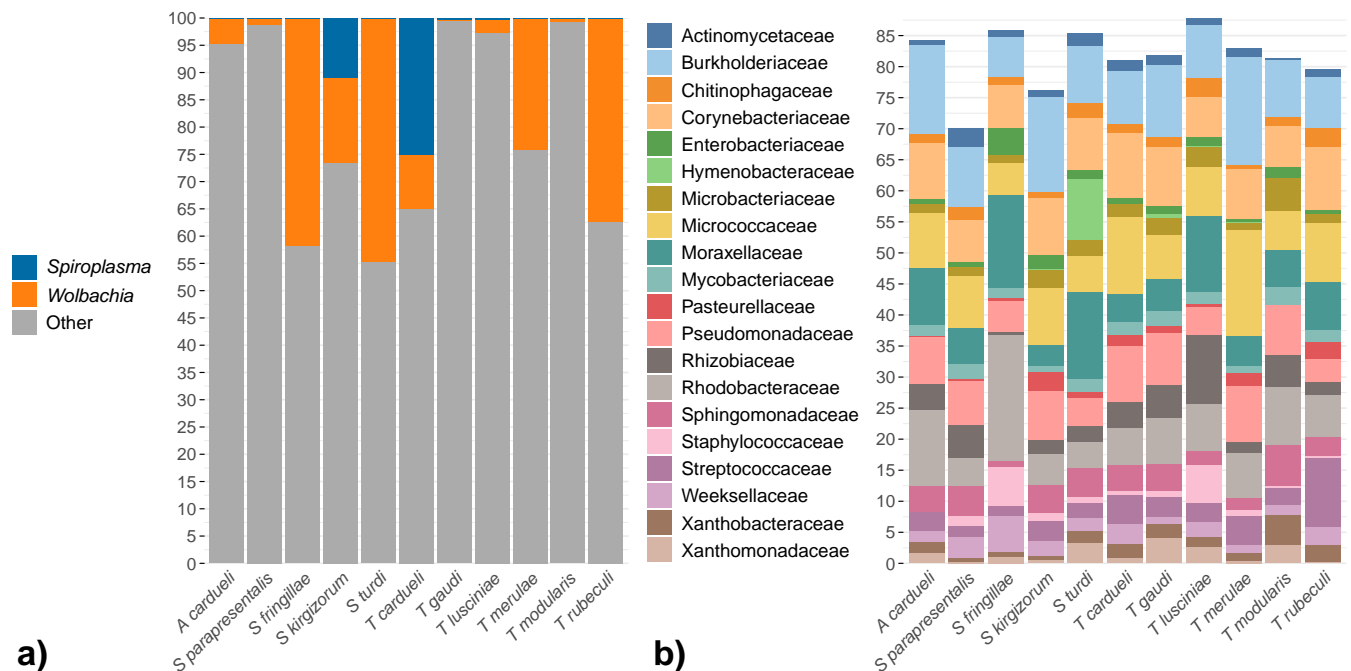 100
95
90
85
80
75
70
65
60
55
50
45
40
35
30
25
20
15
10
5
0
Spiroplasma
Wolbachia
Other
A cardueli
S parapresentalis
S fringillae
S kirgizorum
S turdi
T cardueli
T gaudi
T lusciniae
T merulae
T modularis
T rubeculi
a)
Actinomycetaceae
Burkholderiaceae
Chitinophagaceae
Corynebacteriaceae
Enterobacteriaceae
Hymenobacteraceae
Microbacteriaceae
Micrococcaceae
Moraxellaceae
Mycobacteriaceae
Pasteurellaceae
Pseudomonadaceae
Rhizobiaceae
Rhodobacteraceae
Sphingomonadaceae
Staphylococcaceae
Streptococcaceae
Weeksellaceae
Xanthobacteraceae
Xanthomonadaceae
85
80
75
70
65
60
55
50
45
40
35
30
25
20
15
10
5
0
A cardueli
S parapresentalis
S fringillae
S kirgizorum
S turdi
T cardueli
T gaudi
T lusciniae
T merulae
T modularis
T rubeculi
b)